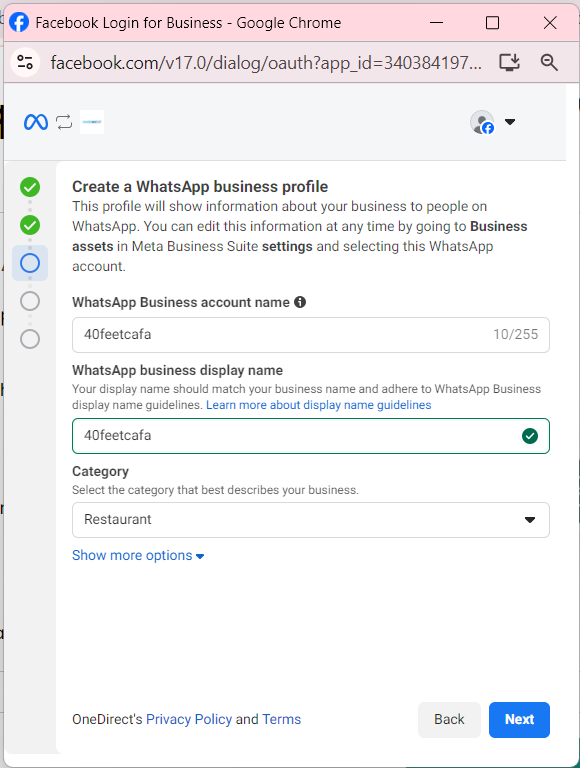 Facebook Login for Business - Google Chrome
facebook.com/v17.0/dialog/oauth?app_id=340384197...
Create a WhatsApp business profile
This profile will show information about your business to people on
WhatsApp. You can edit this information at any time by going to Business
assets in Meta Business Suite settings and selecting this WhatsApp
account.
WhatsApp Business account name
40feetcafa 10/255
WhatsApp business display name
Your display name should match your business name and adhere to WhatsApp Business
display name guidelines. Learn more about display name guidelines
40feetcafa
Category
Select the category that best describes your business.
Restaurant
Show more options
OneDirect's Privacy Policy and Terms
Back
Next